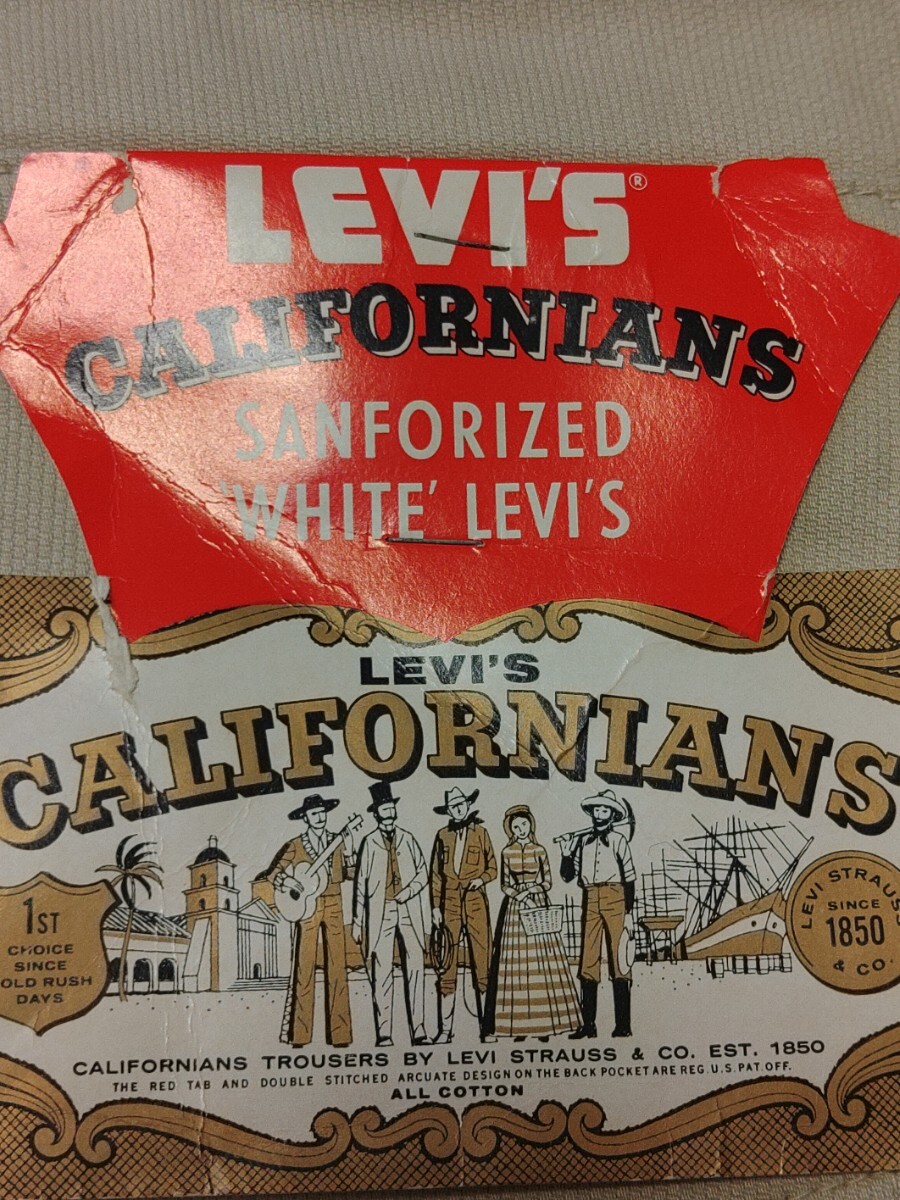 LEVI'S®
CALIFORNIANS
SANFORIZED
'WHITE' LEVI'S
LEVI'S
CALIFORNIANS
1ST
CHOICE
SINCE
OLD RUSH
DAYS
LEVI STRAUSS
SINCE
1850
& CO.
CALIFORNIANS TROUSERS BY LEVI STRAUSS & CO. EST. 1850
THE RED TAB AND DOUBLE STITCHED ARCUATE DESIGN ON THE BACK POCKET ARE REG. U.S. PAT. OFF.
ALL COTTON